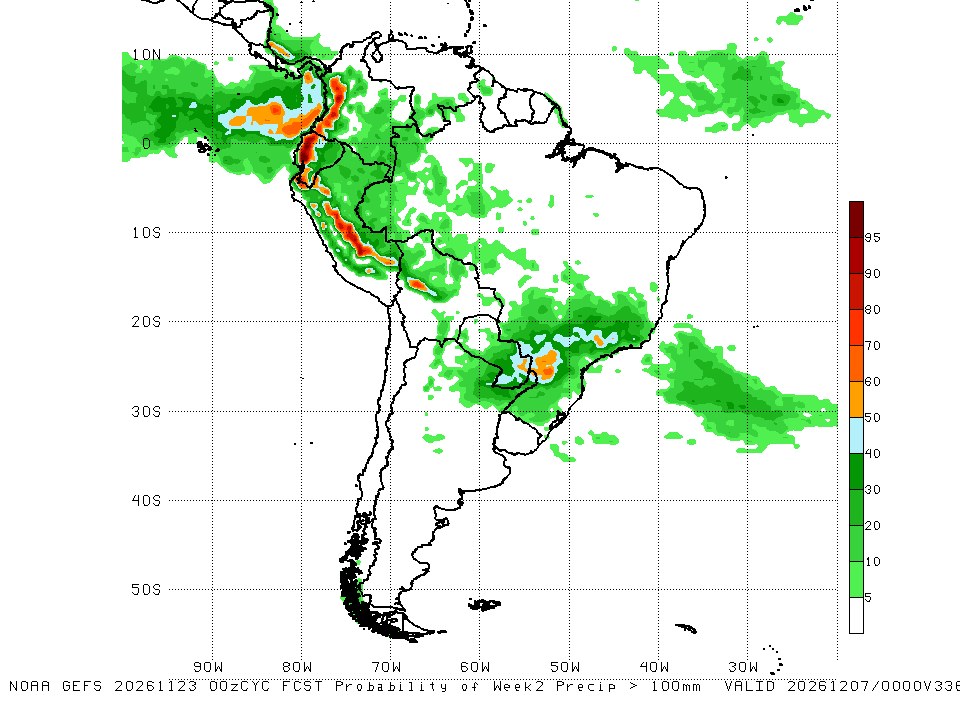 10N
0
10S
20S
30S
40S
50S
90W 80W 70W 60W 50W 40W 30W
95
90
80
70
60
50
40
30
20
10
5
NOAA GEFS 20261123 00zCYC FCST Probability of Week2 Precip > 100mm VALID 20261207/0000V336